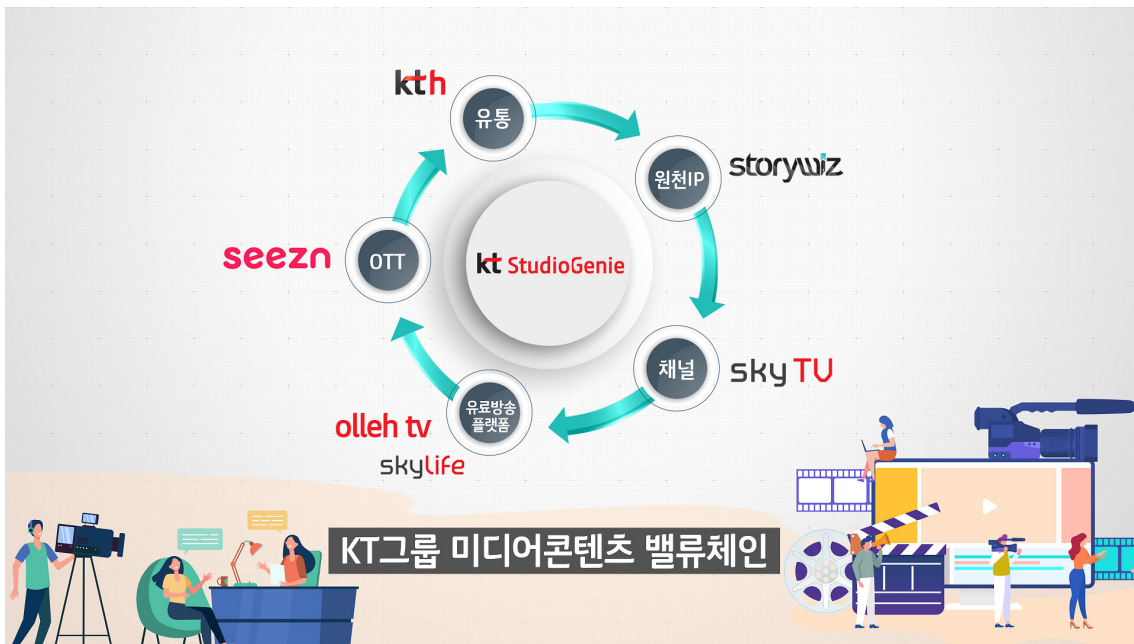 kth
유통
원천IP
storywiz
seezn
OTT
kt StudioGenie
채널
sky TV
olleh tv
유료방송
플랫폼
skylife
KT그룹 미디어콘텐츠 밸류체인